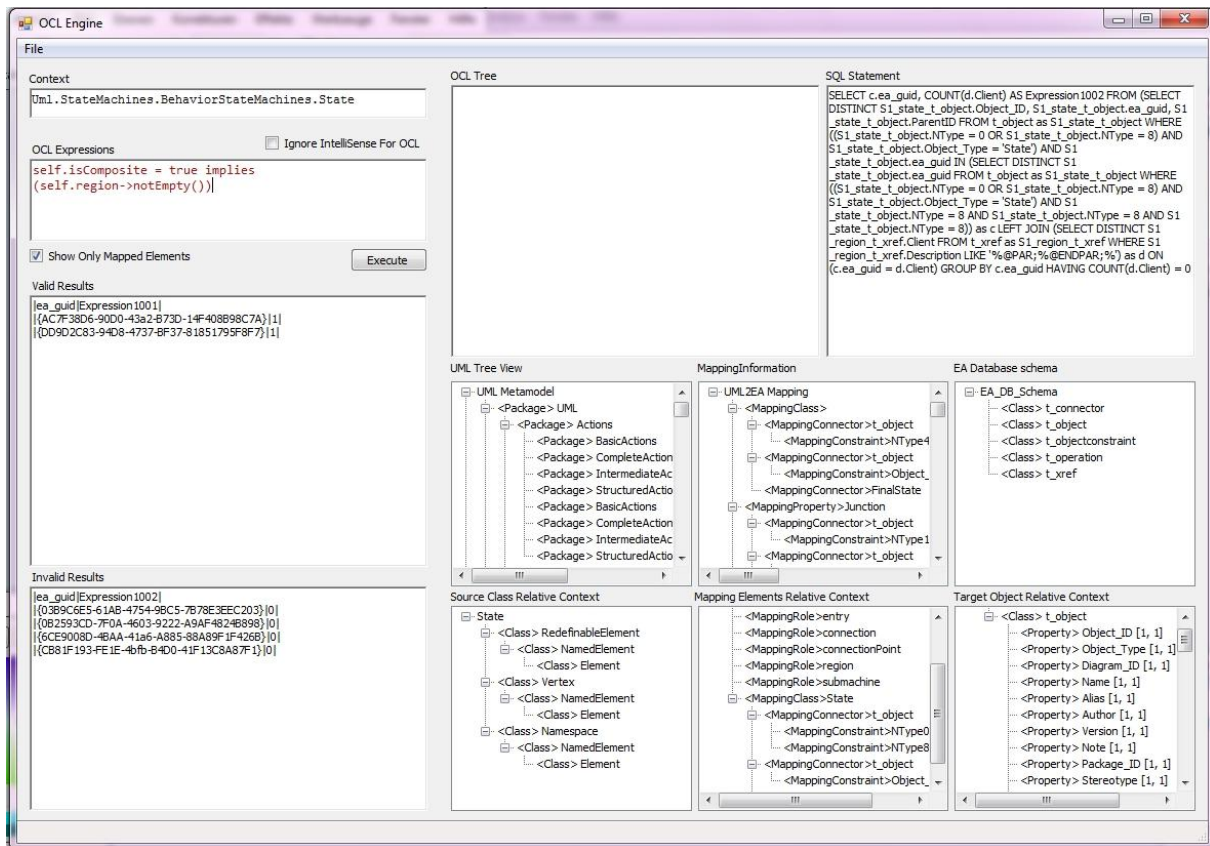 OCL Engine
File
Context
Uml.StateMachines.BehaviorStateMachines.State
OCL Expressions
Ignore IntelliSense For OCL
self.isComposite = true implies
(self.region->notEmpty())
Show Only Mapped Elements
Execute
Valid Results
|ea_guid|Expression1001|
|{AC7F38D6-90D0-43a2-B73D-14F408B98C7A}|1|
|{DD9D2C83-94D8-4737-BF37-81851795F8F7}|1|
Invalid Results
|ea_guid|Expression1002|
|{03B9C6E5-61AB-4754-9BC5-7B78E3EEC203}|0|
|{0B2593CD-7F0A-4603-9222-A9AF4824B898}|0|
|{6CE9008D-4BAA-41a6-A885-88A89F1F426B}|0|
|{CB81F193-FE1E-4bfb-B4D0-41F13C8A87F1}|0|
OCL Tree
SQL Statement
SELECT c.ea_guid, COUNT(d.Client) AS Expression1002 FROM (SELECT
DISTINCT S1_state_t_object.Object_ID, S1_state_t_object.ea_guid, S1
_state_t_object.ParentID FROM t_object as S1_state_t_object WHERE
((S1_state_t_object.NType = 0 OR S1_state_t_object.NType = 8) AND
S1_state_t_object.Object_Type = 'State') AND S1
_state_t_object.ea_guid IN (SELECT DISTINCT S1
_state_t_object.ea_guid FROM t_object as S1_state_t_object WHERE
((S1_state_t_object.NType = 0 OR S1_state_t_object.NType = 8) AND
S1_state_t_object.Object_Type = 'State') AND S1
_state_t_object.NType = 8 AND S1_state_t_object.NType = 8 AND S1
_state_t_object.NType = 8)) as c LEFT JOIN (SELECT DISTINCT S1
_region_t_xref.Client FROM t_xref as S1_region_t_xref WHERE S1
_region_t_xref.Description LIKE '%@PAR;%@ENDPAR;%') as d ON
(c.ea_guid = d.Client) GROUP BY c.ea_guid HAVING COUNT(d.Client) = 0
UML Tree View
UML Metamodel
<Package> UML
<Package> Actions
<Package> BasicActions
<Package> CompleteAction
<Package> IntermediateAc
<Package> StructuredActio
<Package> BasicActions
<Package> CompleteAction
<Package> IntermediateAc
<Package> StructuredActio
MappingInformation
UML2EA Mapping
<MappingClass>
<MappingConnector>t_object
<MappingConstraint>NType4
<MappingConnector>t_object
<MappingConstraint>Object_
<MappingConnector>FinalState
<MappingProperty>Junction
<MappingConnector>t_object
<MappingConstraint>NType1
<MappingConnector>t_object
EA Database schema
EA_DB_Schema
<Class> t_connector
<Class> t_object
<Class> t_objectconstraint
<Class> t_operation
<Class> t_xref
Source Class Relative Context
State
<Class> RedefinableElement
<Class> NamedElement
<Class> Element
<Class> Vertex
<Class> NamedElement
<Class> Element
<Class> Namespace
<Class> NamedElement
<Class> Element
Mapping Elements Relative Context
<MappingRole>entry
<MappingRole>connection
<MappingRole>connectionPoint
<MappingRole>region
<MappingRole>submachine
<MappingClass>State
<MappingConnector>t_object
<MappingConstraint>NType0
<MappingConstraint>NType8
<MappingConnector>t_object
<MappingConstraint>Object_
Target Object Relative Context
<Class> t_object
<Property> Object_ID [1, 1]
<Property> Object_Type [1, 1]
<Property> Diagram_ID [1, 1]
<Property> Name [1, 1]
<Property> Alias [1, 1]
<Property> Author [1, 1]
<Property> Version [1, 1]
<Property> Note [1, 1]
<Property> Package_ID [1, 1]
<Property> Stereotype [1, 1]